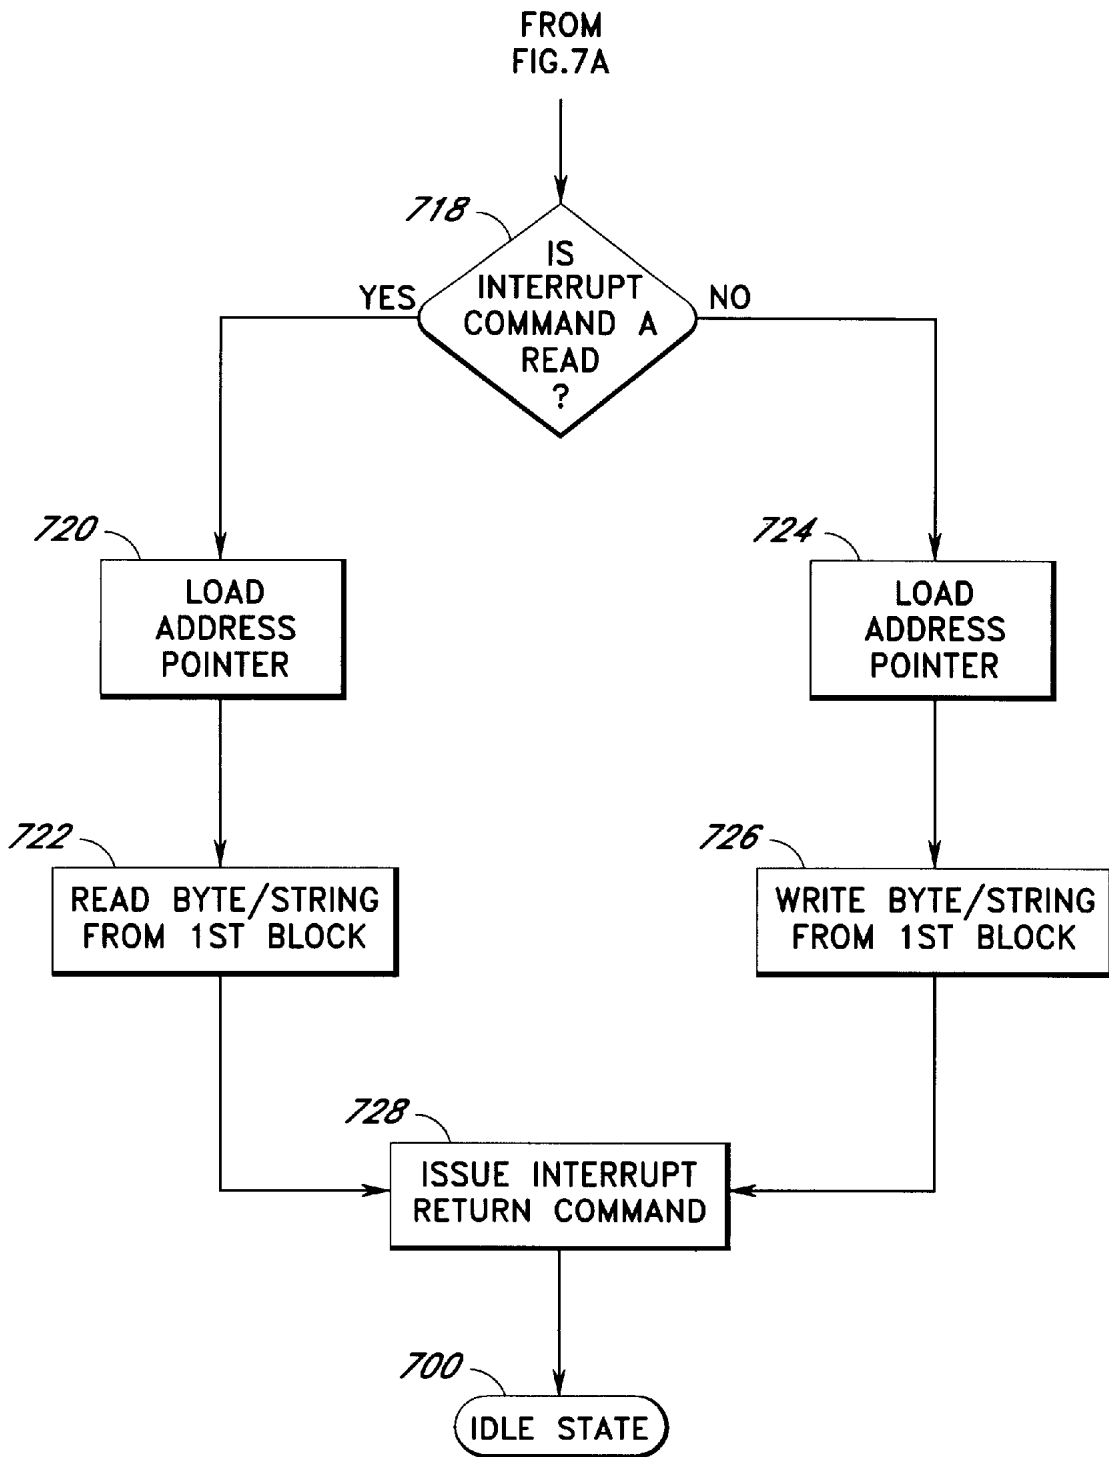 FROM
FIG.7A
718
IS
INTERRUPT
COMMAND A
READ
?
YES
NO
720
LOAD
ADDRESS
POINTER
724
LOAD
ADDRESS
POINTER
722
READ BYTE/STRING
FROM 1ST BLOCK
726
WRITE BYTE/STRING
FROM 1ST BLOCK
728
ISSUE INTERRUPT
RETURN COMMAND
700
IDLE STATE